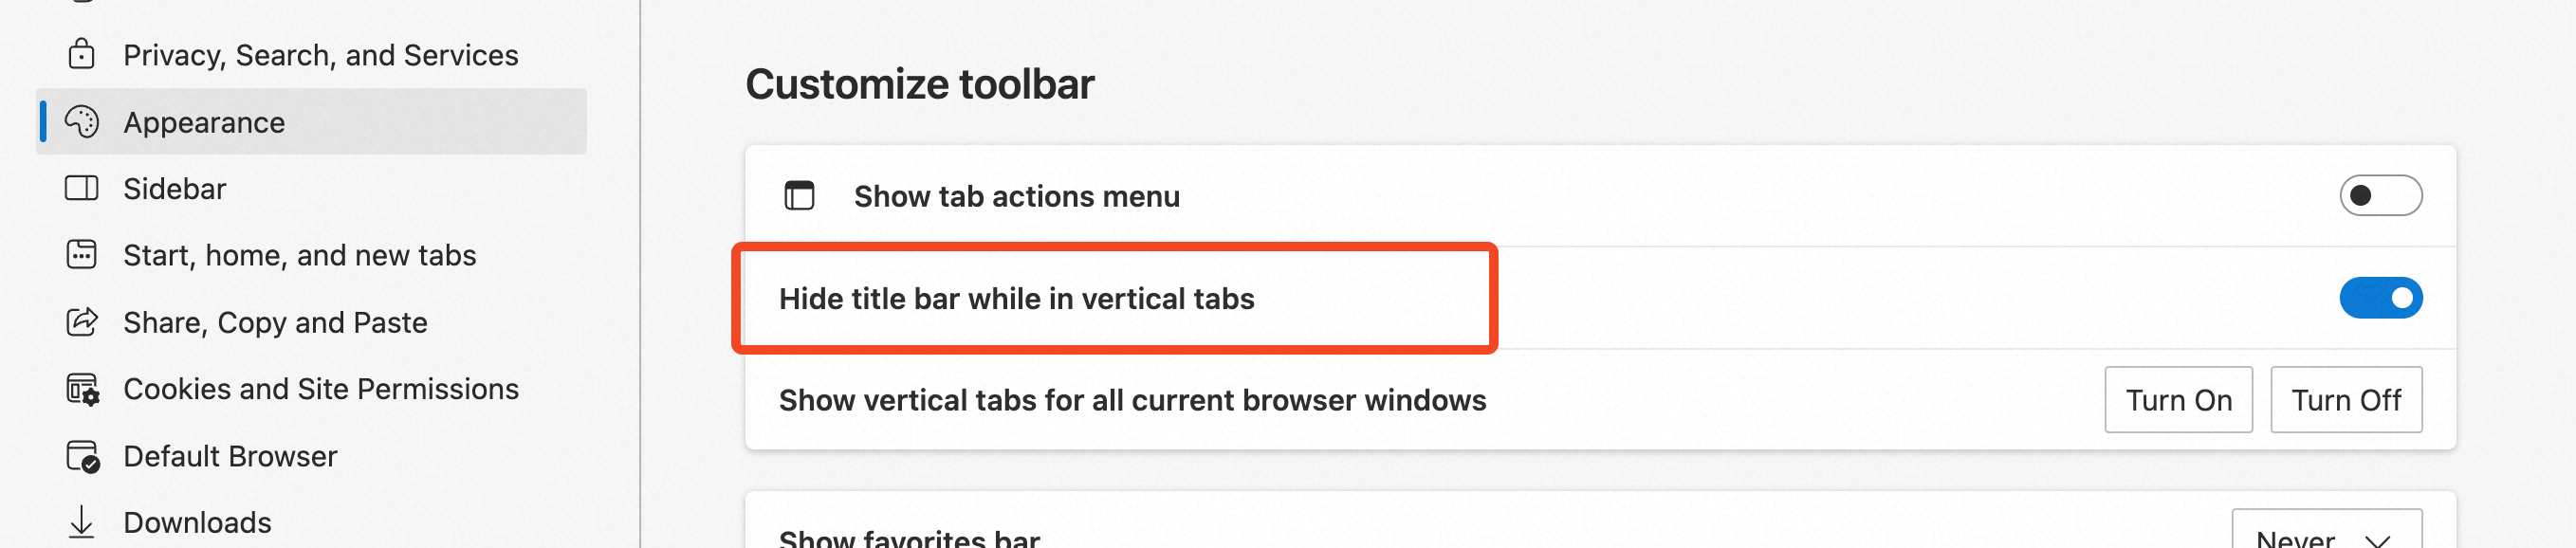 Privacy, Search, and Services
Appearance
Sidebar
Start, home, and new tabs
Share, Copy and Paste
Cookies and Site Permissions
Default Browser
Downloads
Customize toolbar
Show tab actions menu
Hide title bar while in vertical tabs
Show vertical tabs for all current browser windows
Turn On
Turn Off
Show favorites bar
Never